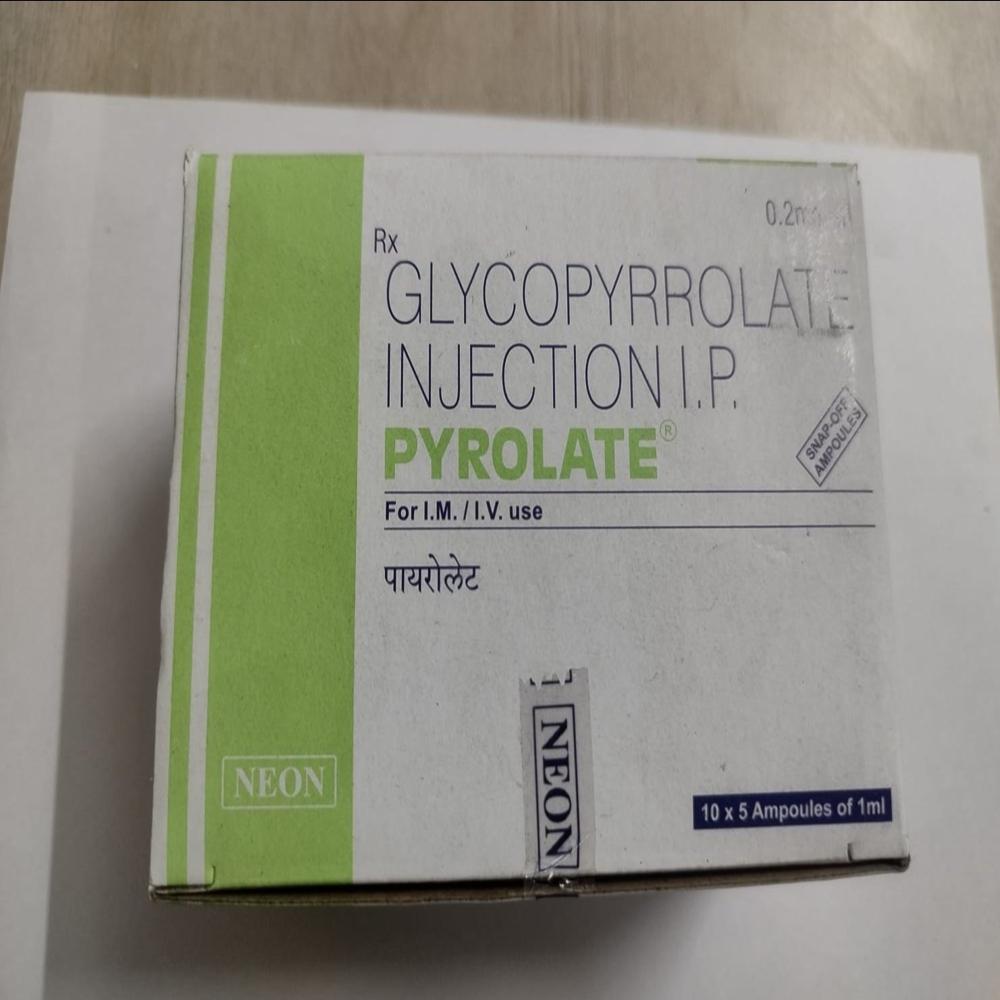 Rx
GLYCOPYRROLATE
INJECTION I.P.
PYROLATE®
SNAP-OFF
AMPOULES
For I.M. / I.V. use
पायरोलेट
NEON
NEON
10 x 5 Ampoules of 1ml